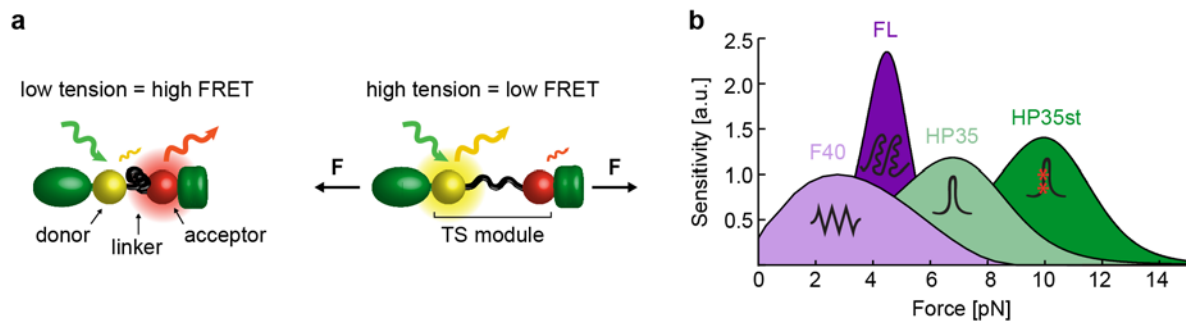 a
low tension = high FRET
high tension = low FRET
F
F
donor
linker
acceptor
TS module
b
FL
2.5
2.0
HP35st
1.5
HP35
F40
1.0
0.5
Sensitivity [a.u.]
0
2
4
6
8
10
12
14
Force [pN]